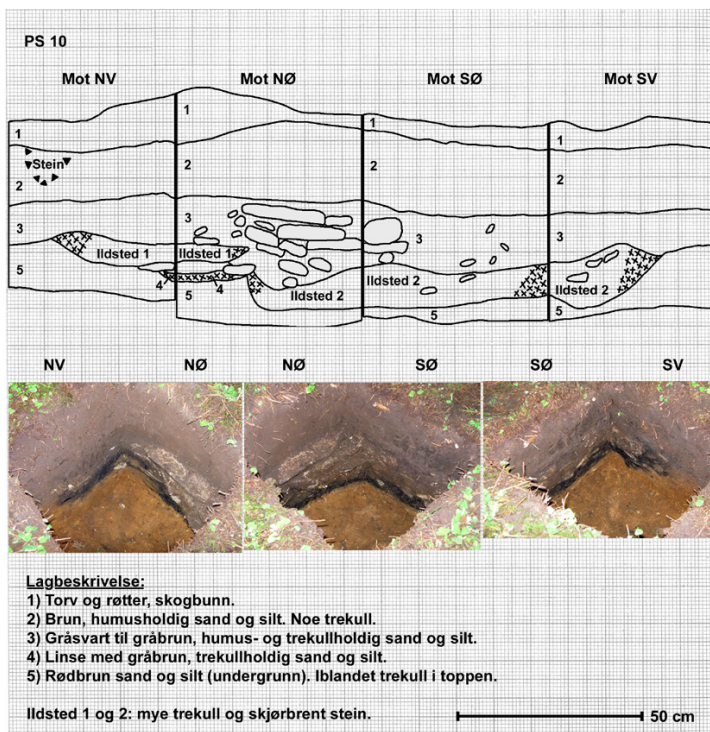 PS 10
Mot NV Mot NØ Mot SØ Mot SV
1 1 1 1
Stein
2 2 2 2
3 3 3 3
Ildsted 1 Ildsted 1
5 4 5 4 Ildsted 2 Ildsted 2 5 Ildsted 2 5
NV NØ NØ SØ SØ SV
Lagbeskrivelse:
1) Torv og røtter, skogbunn.
2) Brun, humusholdig sand og silt. Noe trekull.
3) Gråsvart til gråbrun, humus- og trekullholdig sand og silt.
4) Linse med gråbrun, trekullholdig sand og silt.
5) Rødbrun sand og silt (undergrunn). Iblandet trekull i toppen.
Ildsted 1 og 2: mye trekull og skjørbrent stein. 50 cm